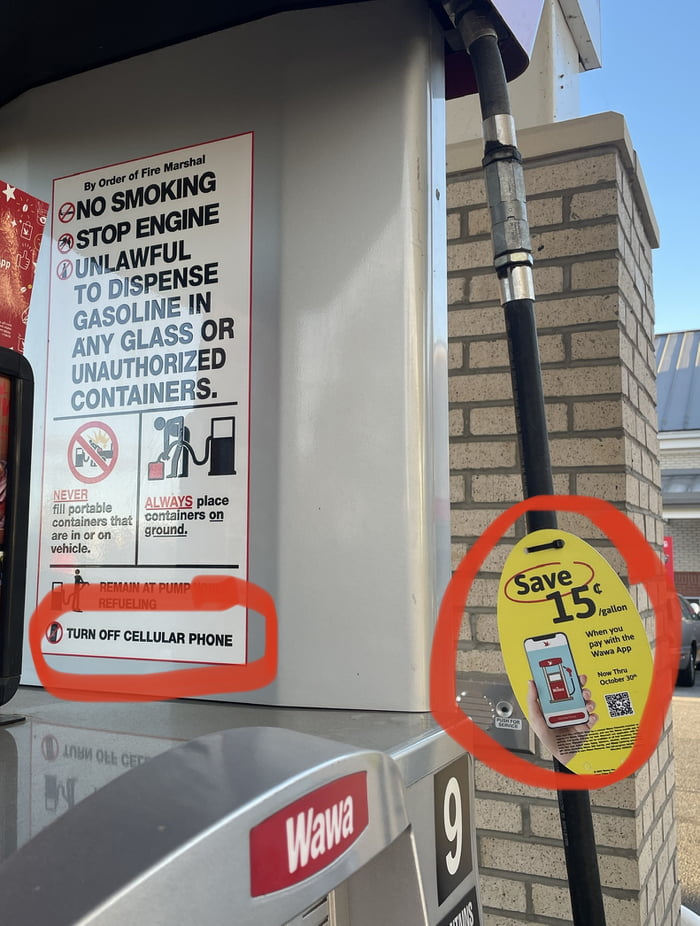 By Order of Fire Marshal
NO SMOKING
STOP ENGINE
UNLAWFUL
TO DISPENSE
GASOLINE IN
ANY GLASS OR
UNAUTHORIZED
CONTAINERS.
NEVER
fill portable
containers that
are in or on
vehicle.
ALWAYS place
containers on
ground.
REMAIN AT PUMP
REFUELING
TURN OFF CELLULAR PHONE
Save
15¢
/gallon
When you
pay with the
Wawa App
Now Thru
October 30th
PUSH FOR
SERVICE
Wawa
9